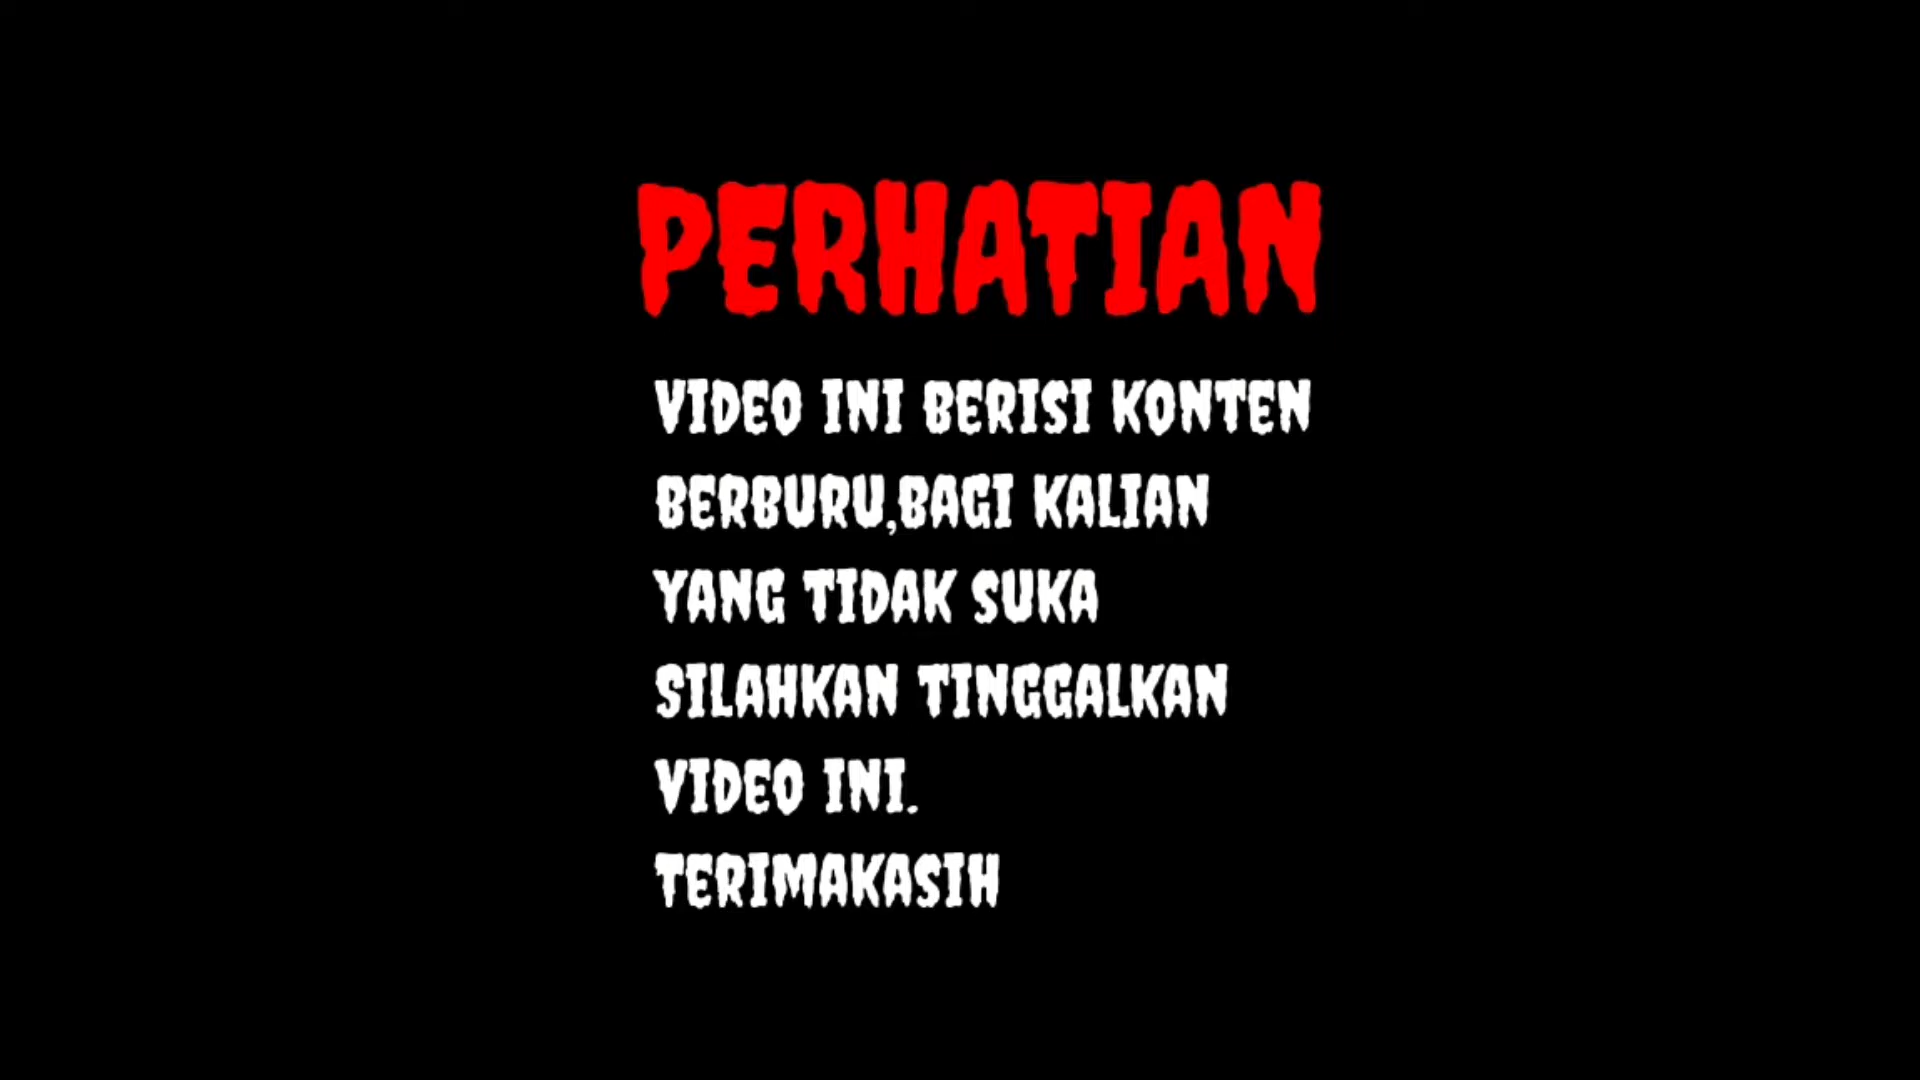 PERHATIAN
VIDEO INI BERISI KONTEN
BERBURU,BAGI KALIAN
YANG TIDAK SUKA
SILAHKAN TINGGALKAN
VIDEO INI.
TERIMAKASIH